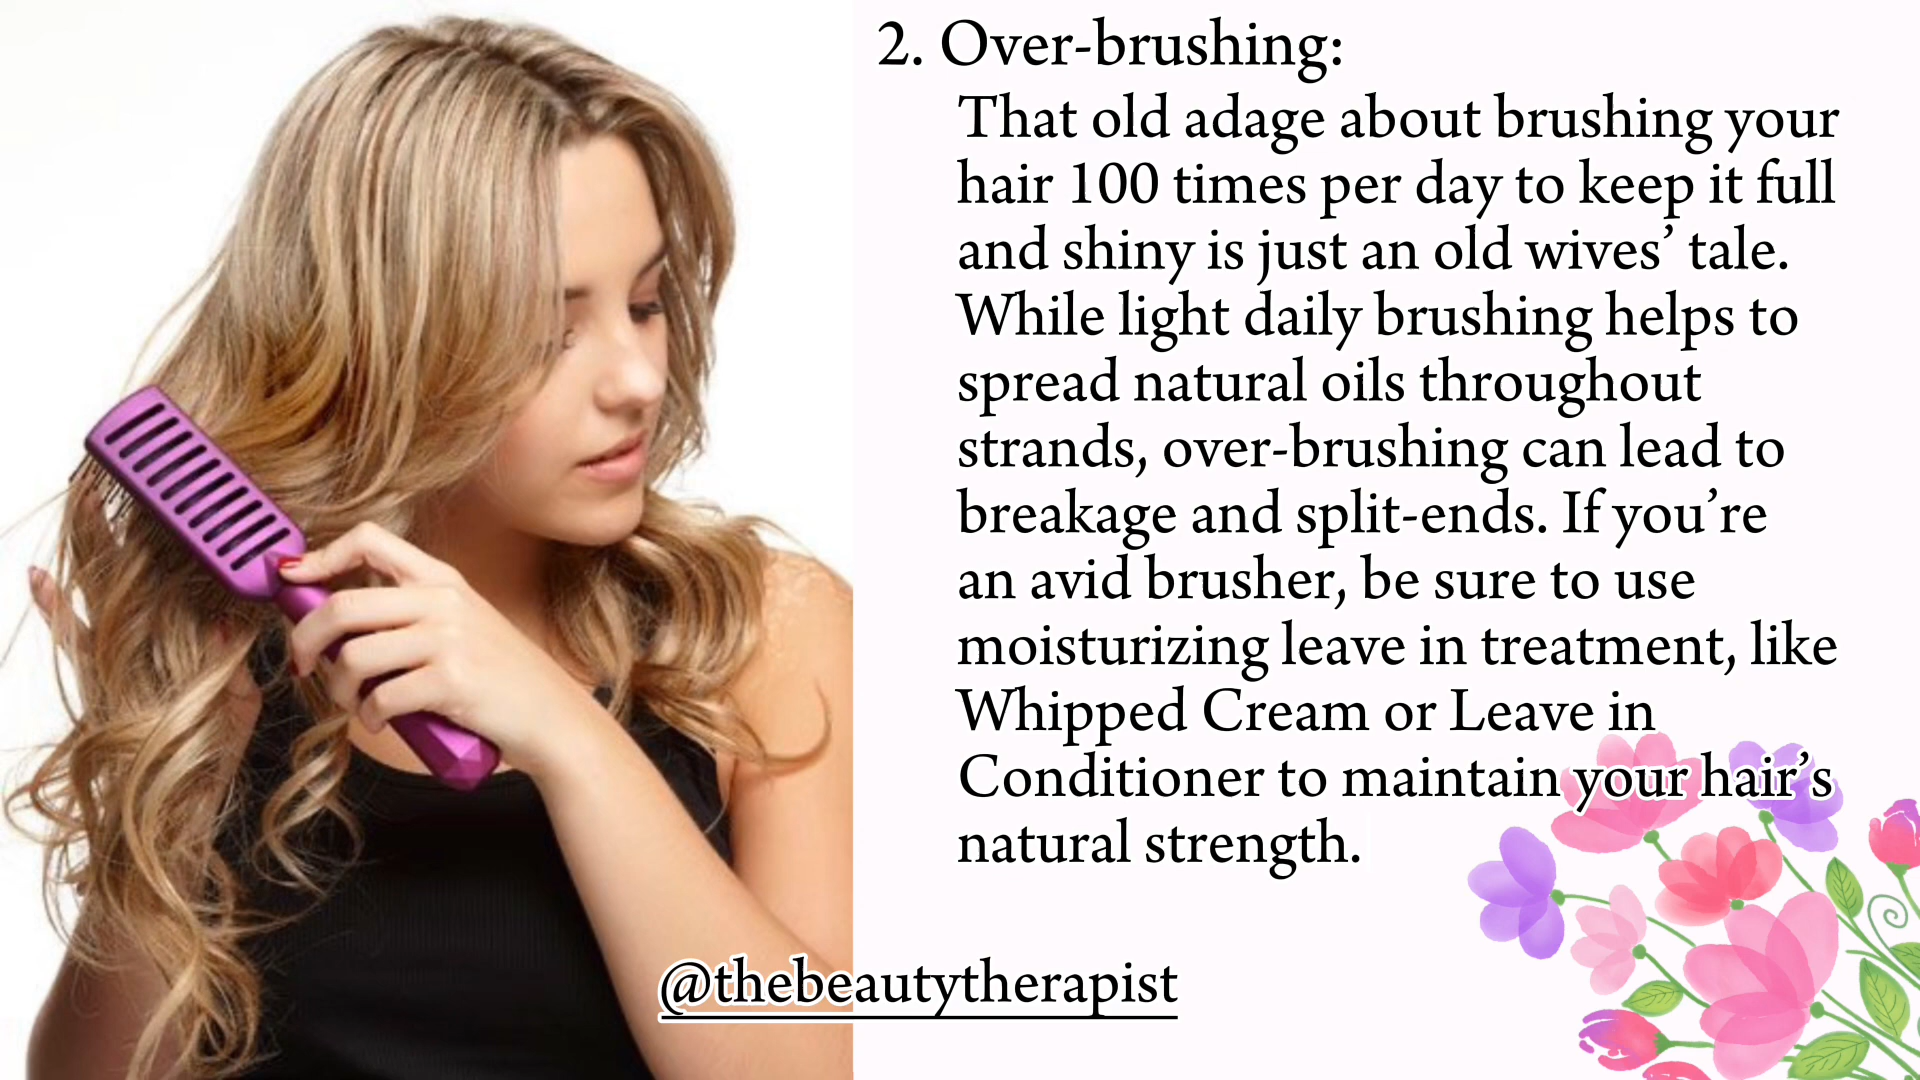 2. Over-brushing:
That old adage about brushing your
hair 100 times per day to keep it full
and shiny is just an old wives’ tale.
While light daily brushing helps to
spread natural oils throughout
strands, over-brushing can lead to
breakage and split-ends. If you’re
an avid brusher, be sure to use
moisturizing leave in treatment, like
Whipped Cream or Leave in
Conditioner to maintain your hair’s
natural strength.
@thebeautytherapist